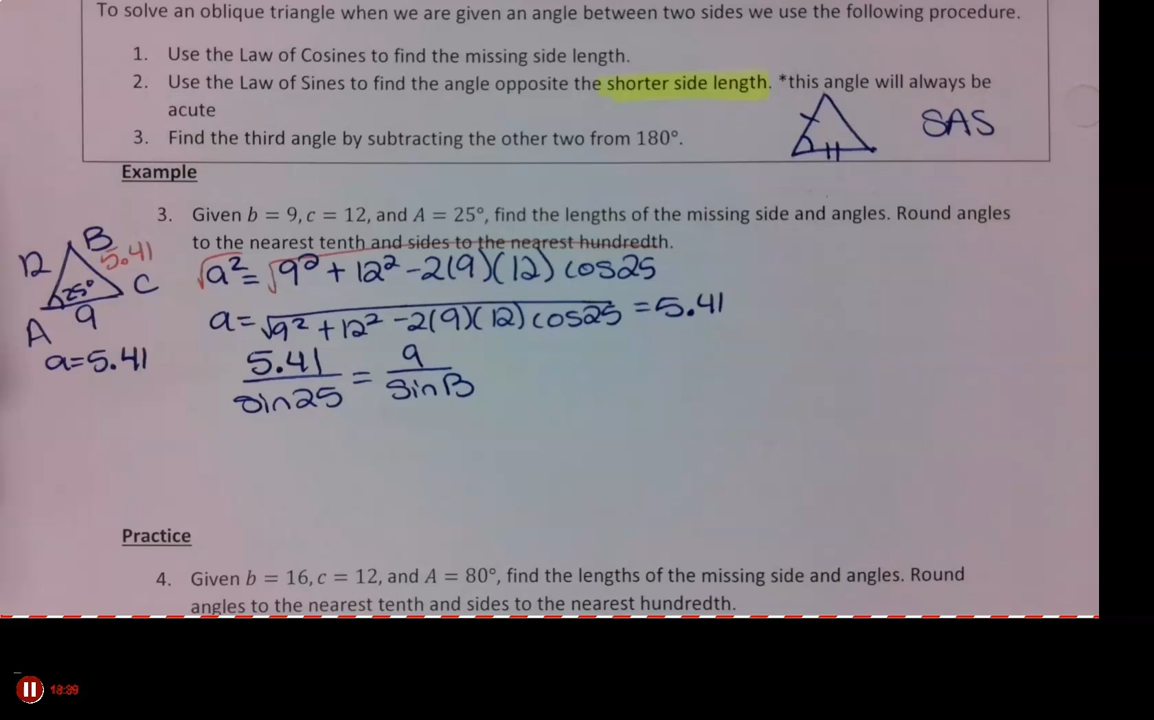 To solve an oblique triangle when we are given an angle between two sides we use the following procedure.
1. Use the Law of Cosines to find the missing side length.
2. Use the Law of Sines to find the angle opposite the shorter side length. *this angle will always be
acute
3. Find the third angle by subtracting the other two from 180°.
SAS
Example
3. Given b = 9, c = 12, and A = 25°, find the lengths of the missing side and angles. Round angles
to the nearest tenth and sides to the nearest hundredth.
B
12
5.41
25°
C
9
A
a=5.41
√a² = √9² + 12² - 2(9)(12) cos25
a = √9² + 12² - 2(9)(12) cos25 = 5.41
5.41 / sin25 = 9 / sinB
Practice
4. Given b = 16, c = 12, and A = 80°, find the lengths of the missing side and angles. Round
angles to the nearest tenth and sides to the nearest hundredth.